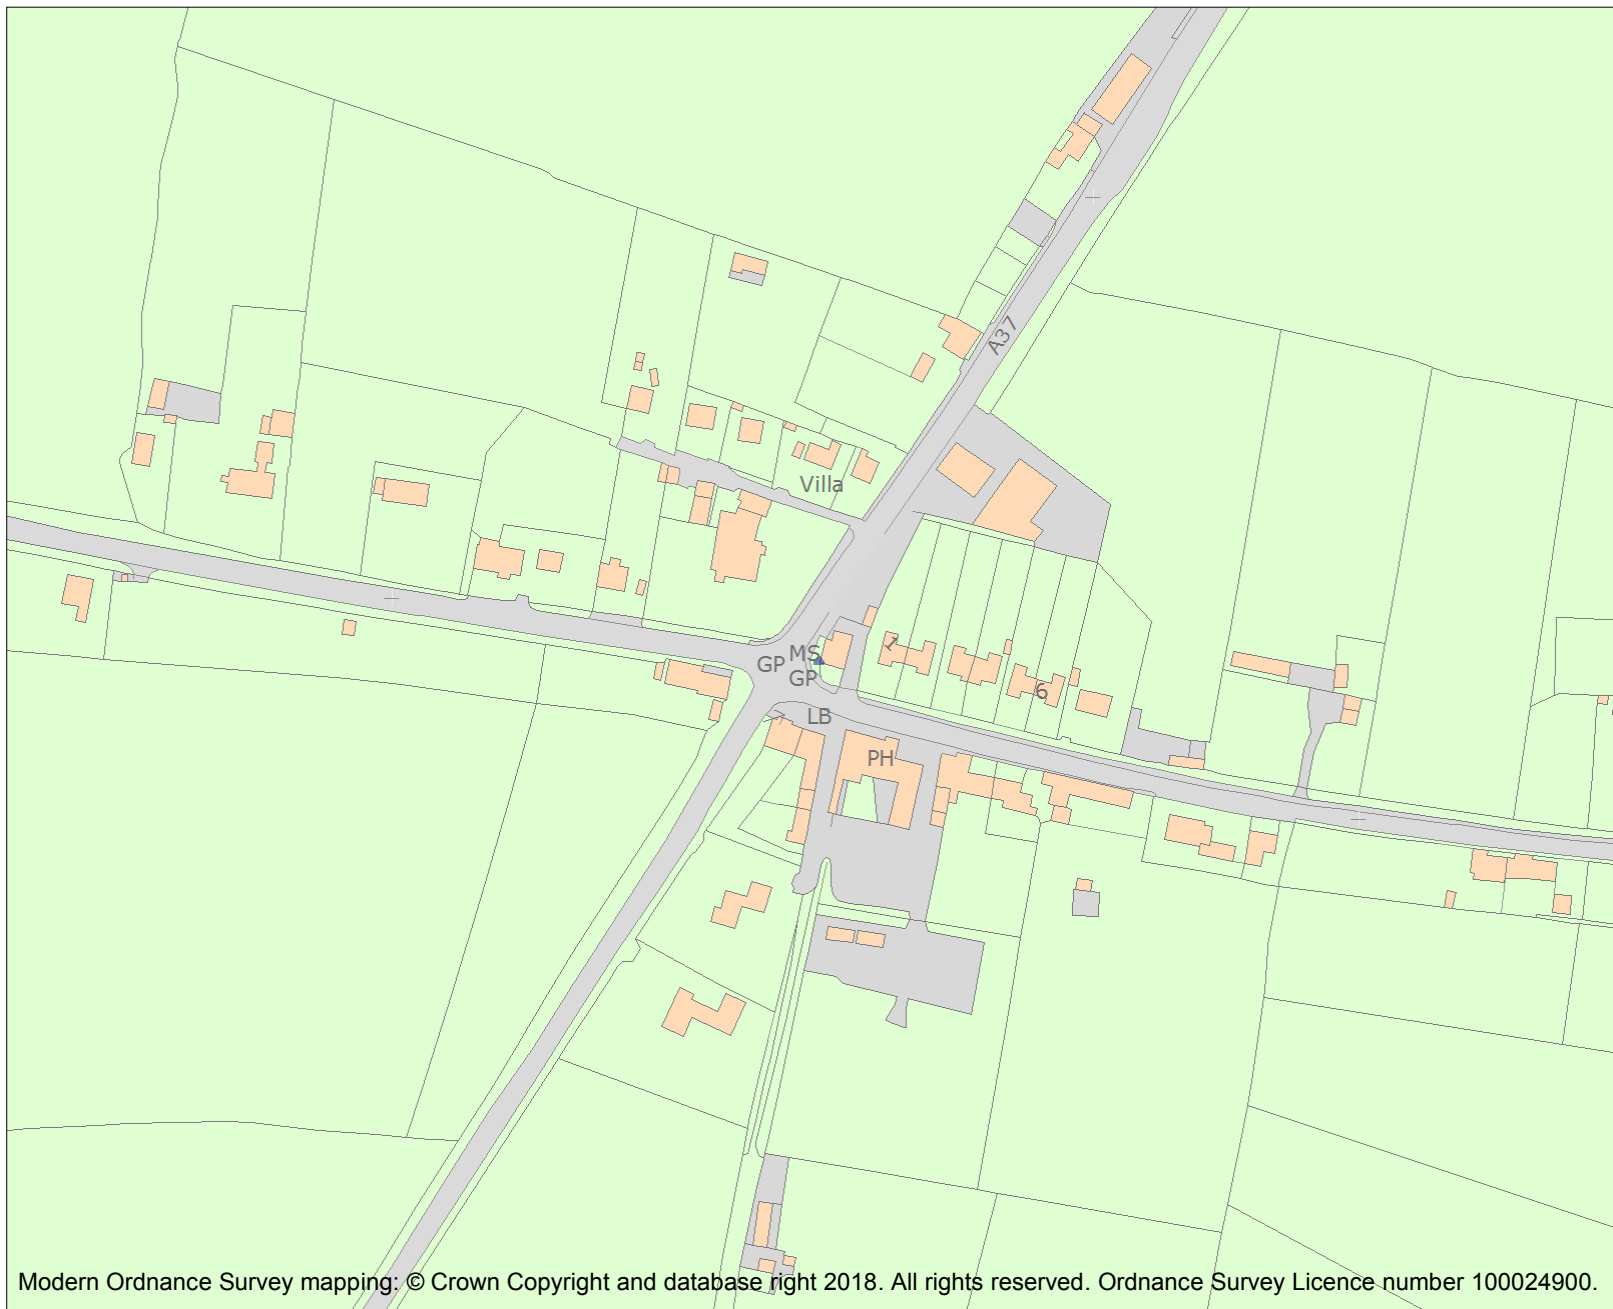 A37
Villa
1
MS
GP
GP
6
LB
PH
Modern Ordnance Survey mapping: © Crown Copyright and database right 2018. All rights reserved. Ordnance Survey Licence number 100024900.